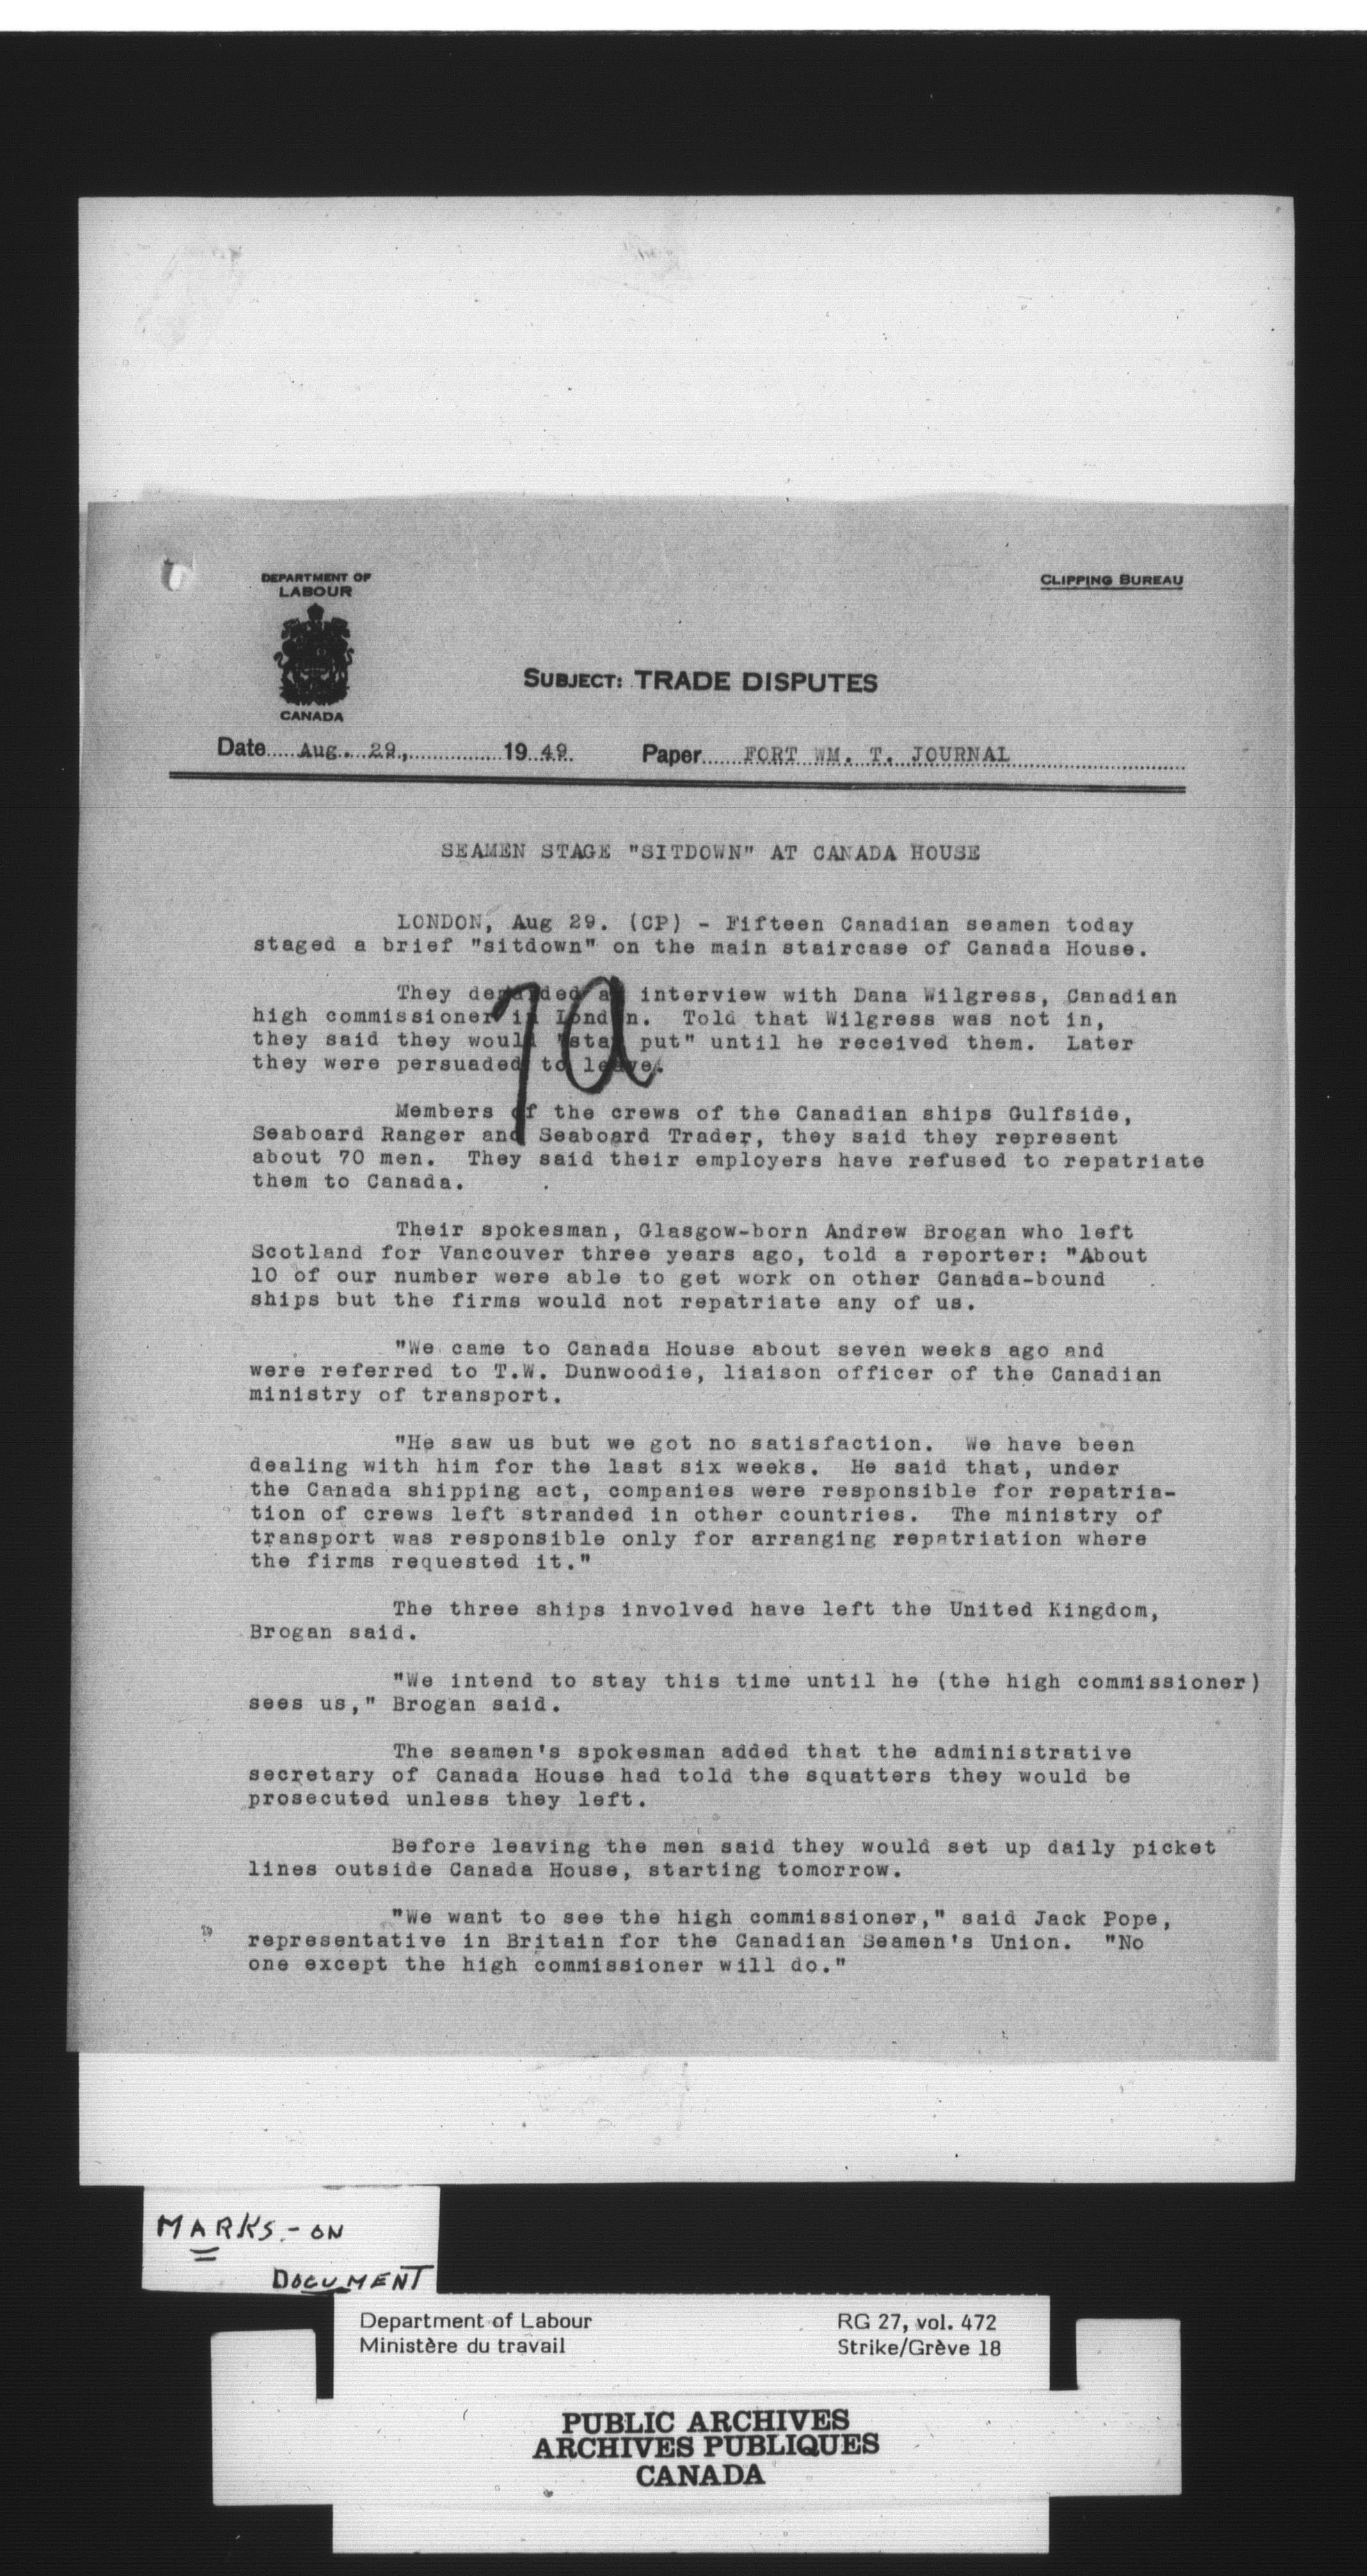 DEPARTMENT OF
LABOUR
CANADA
CLIPPING BUREAU
SUBJECT: TRADE DISPUTES
Date.....Aug. 29,...............19 49. Paper.......FORT WM. T. JOURNAL
SEAMEN STAGE "SITDOWN" AT CANADA HOUSE
LONDON, Aug 29. (CP) - Fifteen Canadian seamen today
staged a brief "sitdown" on the main staircase of Canada House.
They demanded an interview with Dana Wilgress, Canadian
high commissioner in London. Told that Wilgress was not in,
they said they would "stay put" until he received them. Later
they were persuaded to leave.
Members of the crews of the Canadian ships Gulfside,
Seaboard Ranger and Seaboard Trader, they said they represent
about 70 men. They said their employers have refused to repatriate
them to Canada.
Their spokesman, Glasgow-born Andrew Brogan who left
Scotland for Vancouver three years ago, told a reporter: "About
10 of our number were able to get work on other Canada-bound
ships but the firms would not repatriate any of us.
"We came to Canada House about seven weeks ago and
were referred to T.W. Dunwoodie, liaison officer of the Canadian
ministry of transport.
"He saw us but we got no satisfaction. We have been
dealing with him for the last six weeks. He said that, under
the Canada shipping act, companies were responsible for repatria-
tion of crews left stranded in other countries. The ministry of
transport was responsible only for arranging repatriation where
the firms requested it."
The three ships involved have left the United Kingdom,
Brogan said.
"We intend to stay this time until he (the high commissioner)
sees us," Brogan said.
The seamen's spokesman added that the administrative
secretary of Canada House had told the squatters they would be
prosecuted unless they left.
Before leaving the men said they would set up daily picket
lines outside Canada House, starting tomorrow.
"We want to see the high commissioner," said Jack Pope,
representative in Britain for the Canadian Seamen's Union. "No
one except the high commissioner will do."
MARKS - ON
DOCUMENT
Department of Labour RG 27, vol. 472
Ministère du travail Strike/Grève 18
PUBLIC ARCHIVES
ARCHIVES PUBLIQUES
CANADA